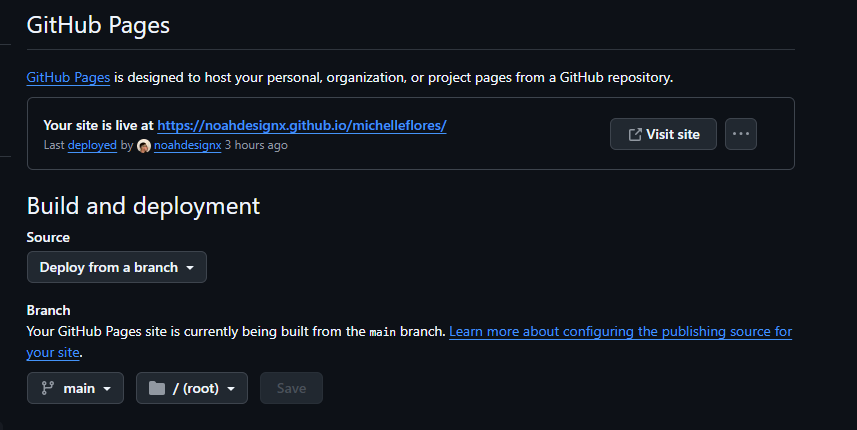 GitHub Pages
GitHub Pages is designed to host your personal, organization, or project pages from a GitHub repository.
Your site is live at https://noahdesignx.github.io/michelleflores/
Last deployed by noahdesignx 3 hours ago
Visit site
Build and deployment
Source
Deploy from a branch
Branch
Your GitHub Pages site is currently being built from the main branch. Learn more about configuring the publishing source for
your site.
main
/ (root)
Save